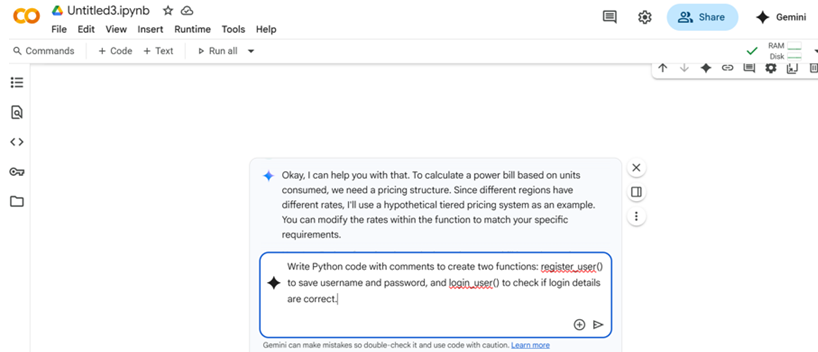 Untitled3.ipynb
File Edit View Insert Runtime Tools Help
Share
Gemini
Commands + Code + Text Run all
RAM
Disk
Okay, I can help you with that. To calculate a power bill based on units
consumed, we need a pricing structure. Since different regions have
different rates, I'll use a hypothetical tiered pricing system as an example.
You can modify the rates within the function to match your specific
requirements.
Write Python code with comments to create two functions: register_user()
to save username and password, and login_user() to check if login details
are correct.
Gemini can make mistakes so double-check it and use code with caution. Learn more